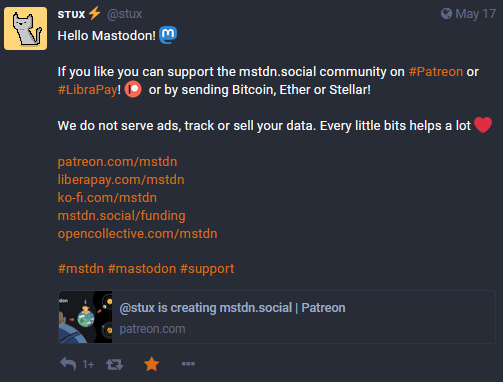 STUX⚡ @stux May 17
Hello Mastodon!
If you like you can support the mstdn.social community on #Patreon or
#LibraPay! or by sending Bitcoin, Ether or Stellar!
We do not serve ads, track or sell your data. Every little bits helps a lot ❤
patreon.com/mstdn
liberapay.com/mstdn
ko-fi.com/mstdn
mstdn.social/funding
opencollective.com/mstdn
#mstdn #mastodon #support
@stux is creating mstdn.social | Patreon
patreon.com
1+